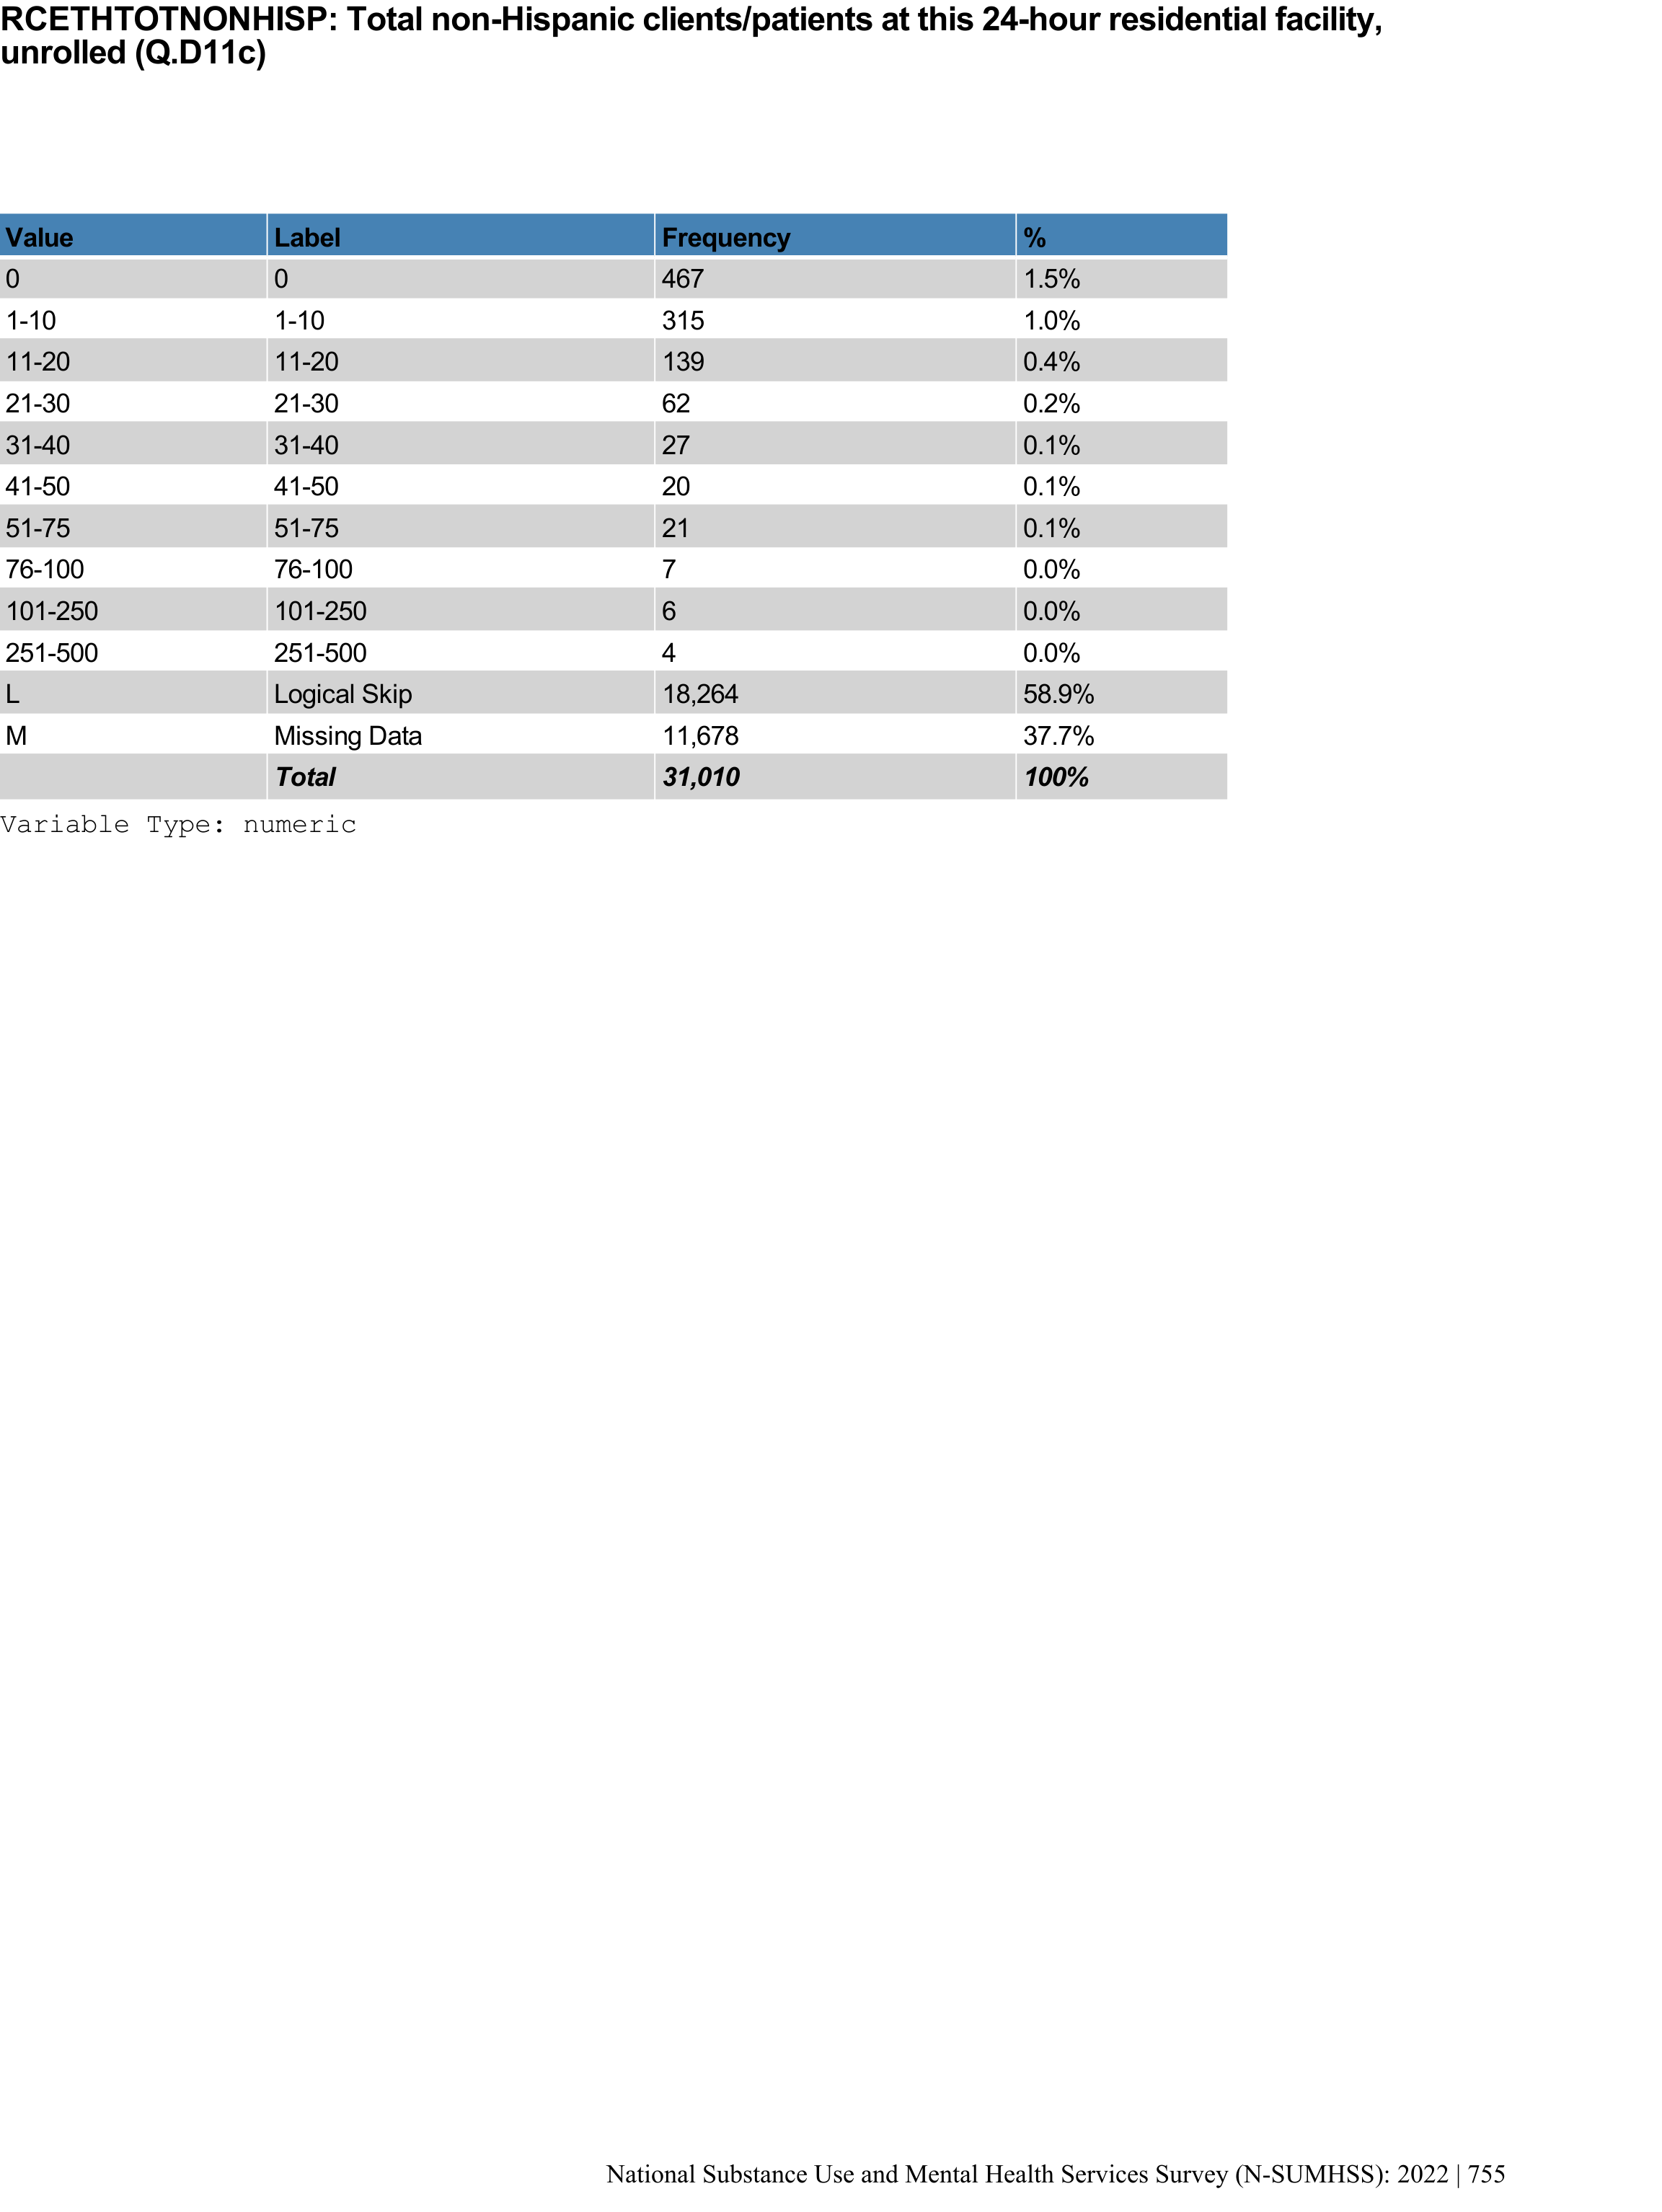 RCETHTOTNONHISP: Total non-Hispanic clients/patients at this 24-hour residential facility,
unrolled (Q.D11c)
Value Label Frequency %
0 0 467 1.5%
1-10 1-10 315 1.0%
11-20 11-20 139 0.4%
21-30 21-30 62 0.2%
31-40 31-40 27 0.1%
41-50 41-50 20 0.1%
51-75 51-75 21 0.1%
76-100 76-100 7 0.0%
101-250 101-250 6 0.0%
251-500 251-500 4 0.0%
L Logical Skip 18,264 58.9%
M Missing Data 11,678 37.7%
Total 31,010 100%
Variable Type: numeric
National Substance Use and Mental Health Services Survey (N-SUMHSS): 2022 | 755